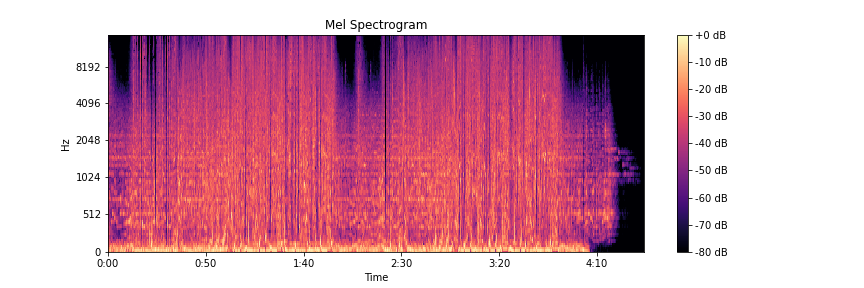 Mel Spectrogram
Hz
8192
4096
2048
1024
512
0
0:00 0:50 1:40 2:30 3:20 4:10
Time
+0 dB
-10 dB
-20 dB
-30 dB
-40 dB
-50 dB
-60 dB
-70 dB
-80 dB